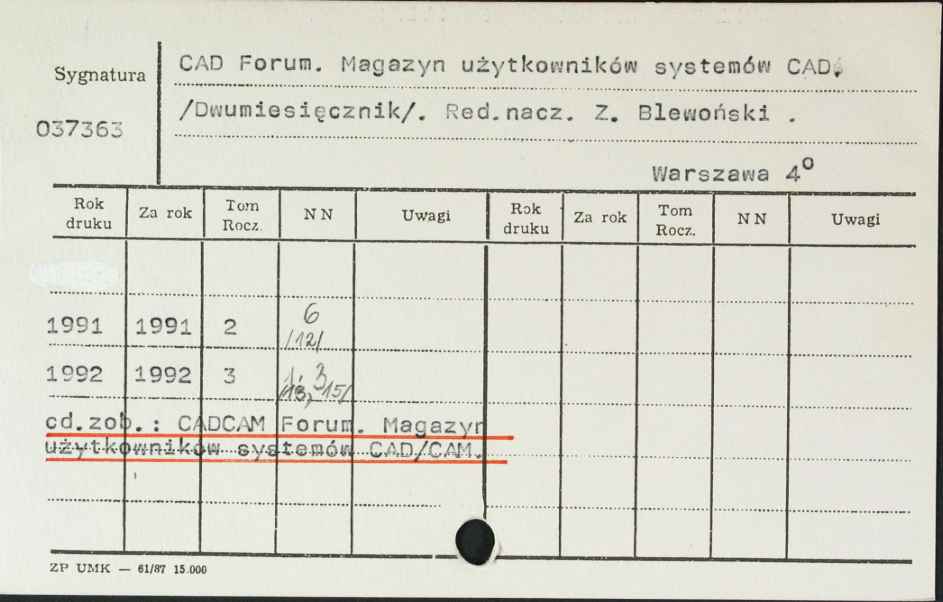 Sygnatura
037363
CAD Forum. Magazyn użytkowników systemów CAD.
/Dwumiesięcznik/. Red.nacz. Z. Blewoński .
Warszawa 4⁰
Rok druku Za rok Tom Rocz. N N Uwagi Rok druku Za rok Tom Rocz. N N Uwagi
1991 1991 2 6 /12/
1992 1992 3 1, 3 /13, 15/
cd.zob.: CADCAM Forum. Magazyn
użytkowników systemów CAD/CAM.
ZP UMK — 61/87 15.000